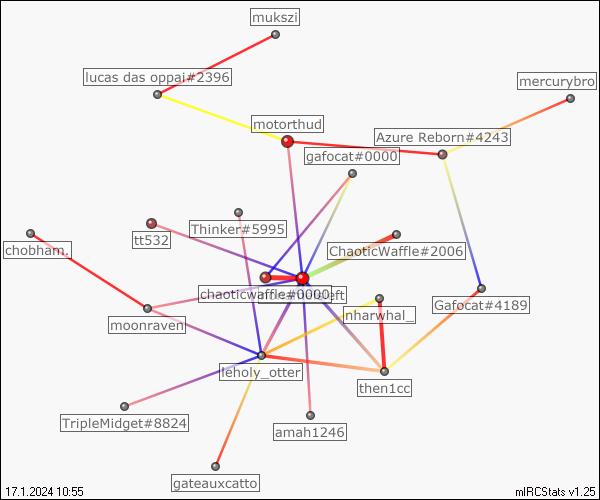 mukszi
lucas das oppai#2396
mercurybro
motorthud
Azure Reborn#4243
gafocat#0000
Thinker#5995
tt532
chobham.
ChaoticWaffle#2006
chaoticwaffle#0000
left
Gafocat#4189
nharwhal_
moonraven
leholy_otter
then1cc
TripleMidget#8824
amah1246
gateauxcatto
17.1.2024 10:55
mIRCStats v1.25